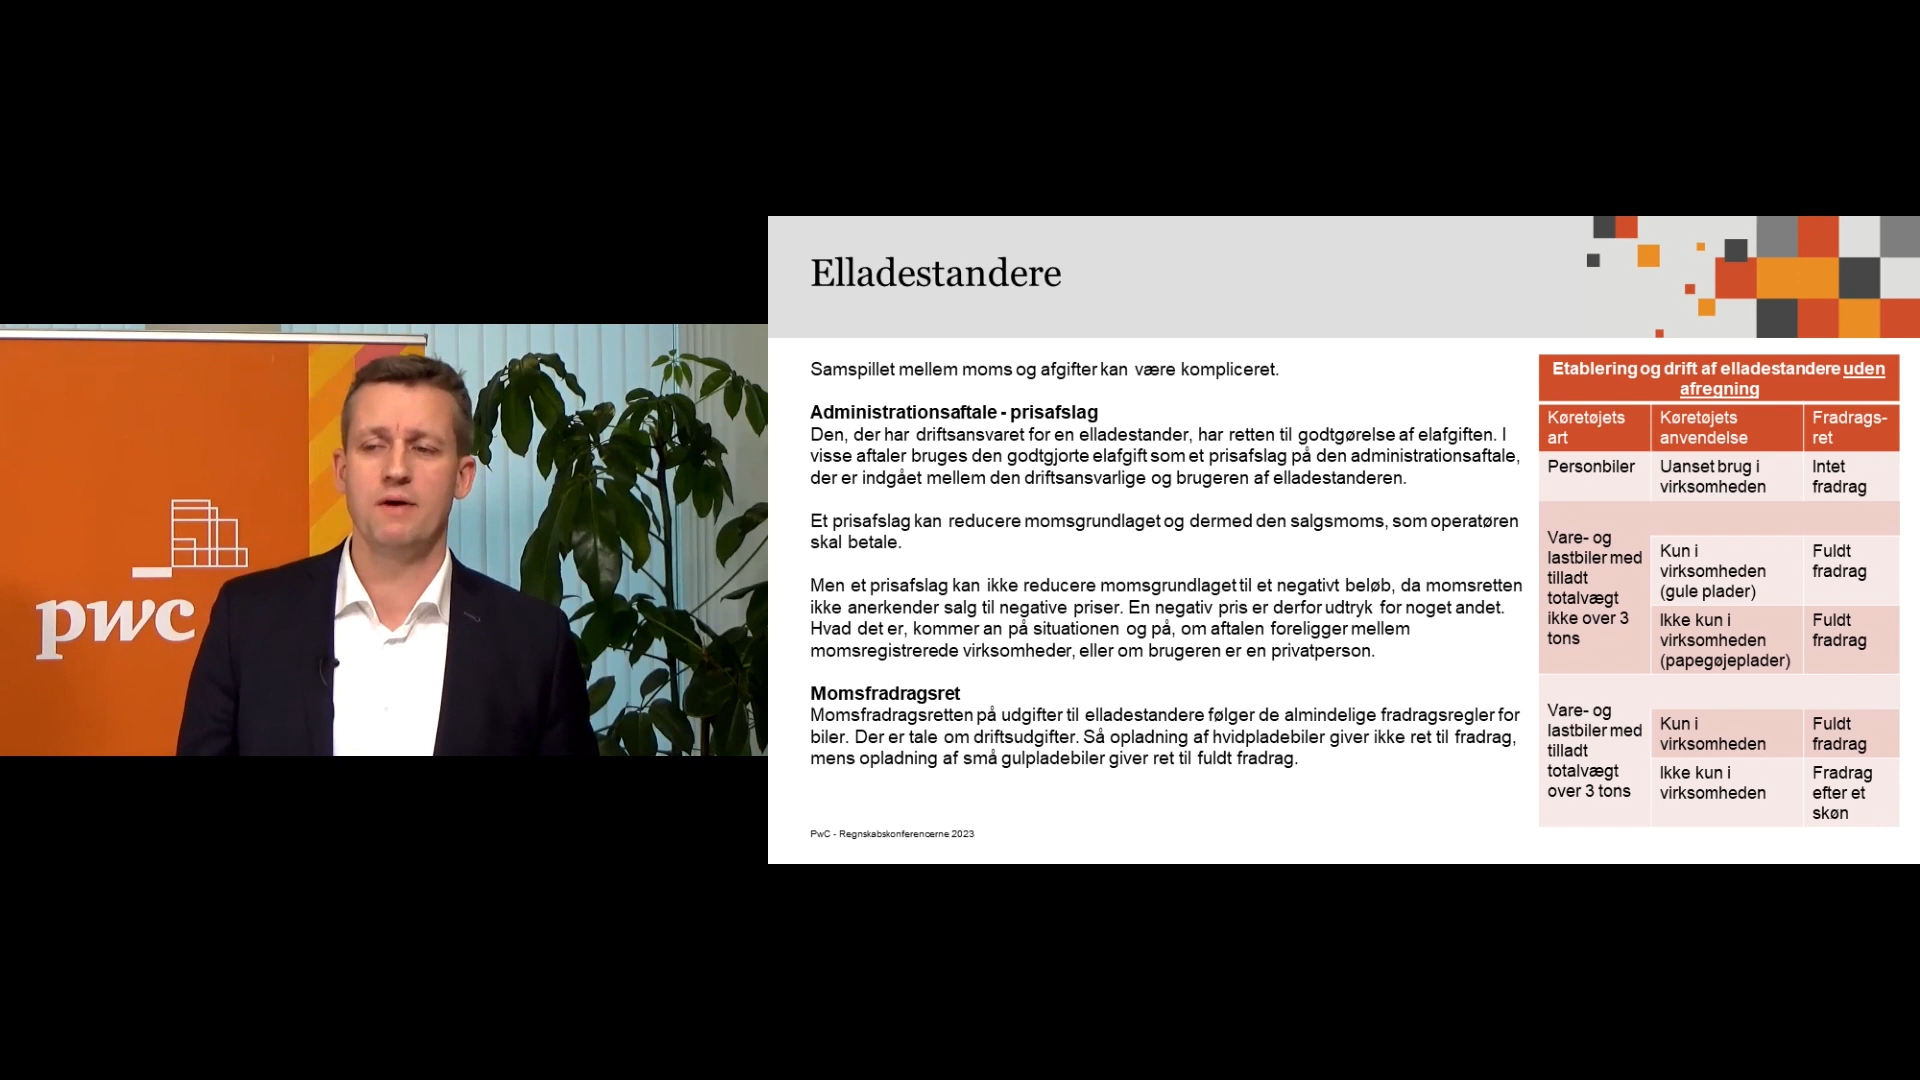 pwc
Elladestandere
Samspillet mellem moms og afgifter kan være kompliceret.
Administrationsaftale - prisafslag
Den, der har driftsansvaret for en elladestander, har retten til godtgørelse af elafgiften. I
visse aftaler bruges den godtgjorte elafgift som et prisafslag på den administrationsaftale,
der er indgået mellem den driftsansvarlige og brugeren af elladestanderen.
Et prisafslag kan reducere momsgrundlaget og dermed den salgsmoms, som operatøren
skal betale.
Men et prisafslag kan ikke reducere momsgrundlaget til et negativt beløb, da momsretten
ikke anerkender salg til negative priser. En negativ pris er derfor udtryk for noget andet.
Hvad det er, kommer an på situationen og på, om aftalen foreligger mellem
momsregistrerede virksomheder, eller om brugeren er en privatperson.
Momsfradragsret
Momsfradragsretten på udgifter til elladestandere følger de almindelige fradragsregler for
biler. Der er tale om driftsudgifter. Så opladning af hvidpladebiler giver ikke ret til fradrag,
mens opladning af små gulpladebiler giver ret til fuldt fradrag.
PwC - Regnskabskonferencerne 2023
Etablering og drift af elladestandere uden
afregning
Køretøjets
art
Køretøjets
anvendelse
Fradrags-
ret
Personbiler
Uanset brug i
virksomheden
Intet
fradrag
Vare- og
lastbiler med
tilladt
totalvægt
ikke over 3
tons
Kun i
virksomheden
(gule plader)
Fuldt
fradrag
Ikke kun i
virksomheden
(papegøjeplader)
Fuldt
fradrag
Vare- og
lastbiler med
tilladt
totalvægt
over 3 tons
Kun i
virksomheden
Fuldt
fradrag
Ikke kun i
virksomheden
Fradrag
efter et
skøn